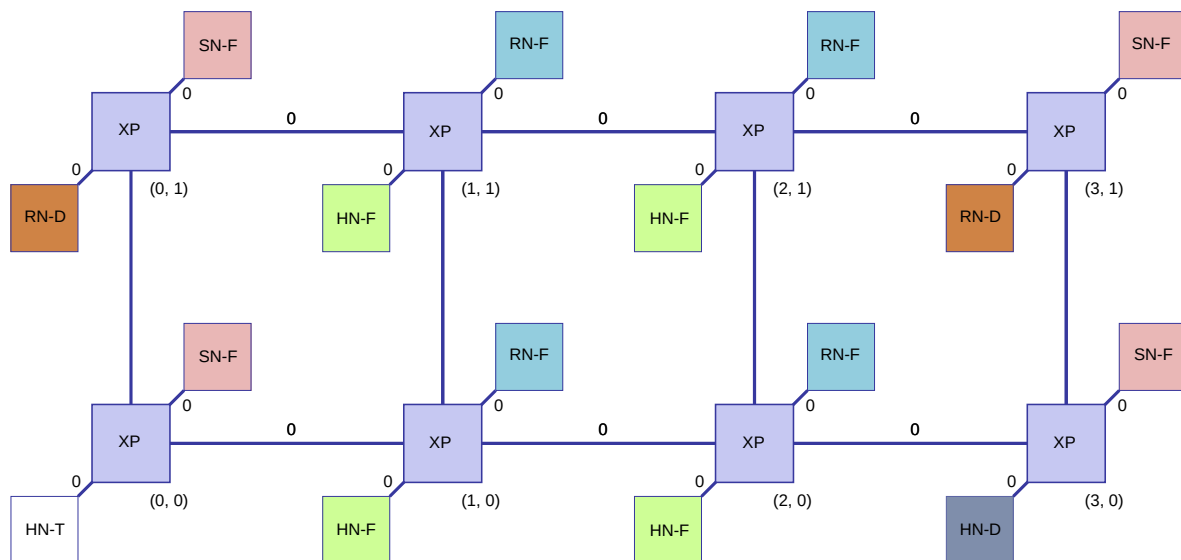 SN-F
RN-F
RN-F
SN-F
0
0
0
0
XP
0
XP
0
XP
0
XP
0
0
0
0
RN-D
(0, 1)
HN-F
(1, 1)
HN-F
(2, 1)
RN-D
(3, 1)
SN-F
RN-F
RN-F
SN-F
0
0
0
0
XP
0
XP
0
XP
0
XP
0
0
0
0
HN-T
(0, 0)
HN-F
(1, 0)
HN-F
(2, 0)
HN-D
(3, 0)